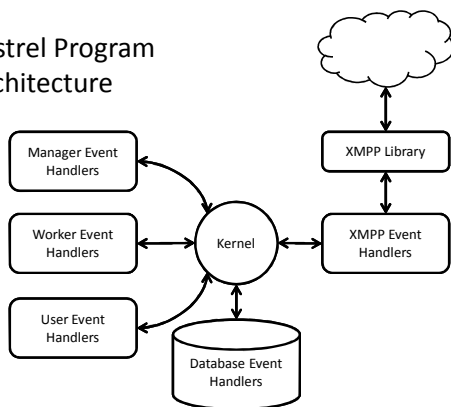 strel Program
chitecture
Manager Event
Handlers
Worker Event
Handlers
User Event
Handlers
Kernel
Database Event
Handlers
XMPP Library
XMPP Event
Handlers